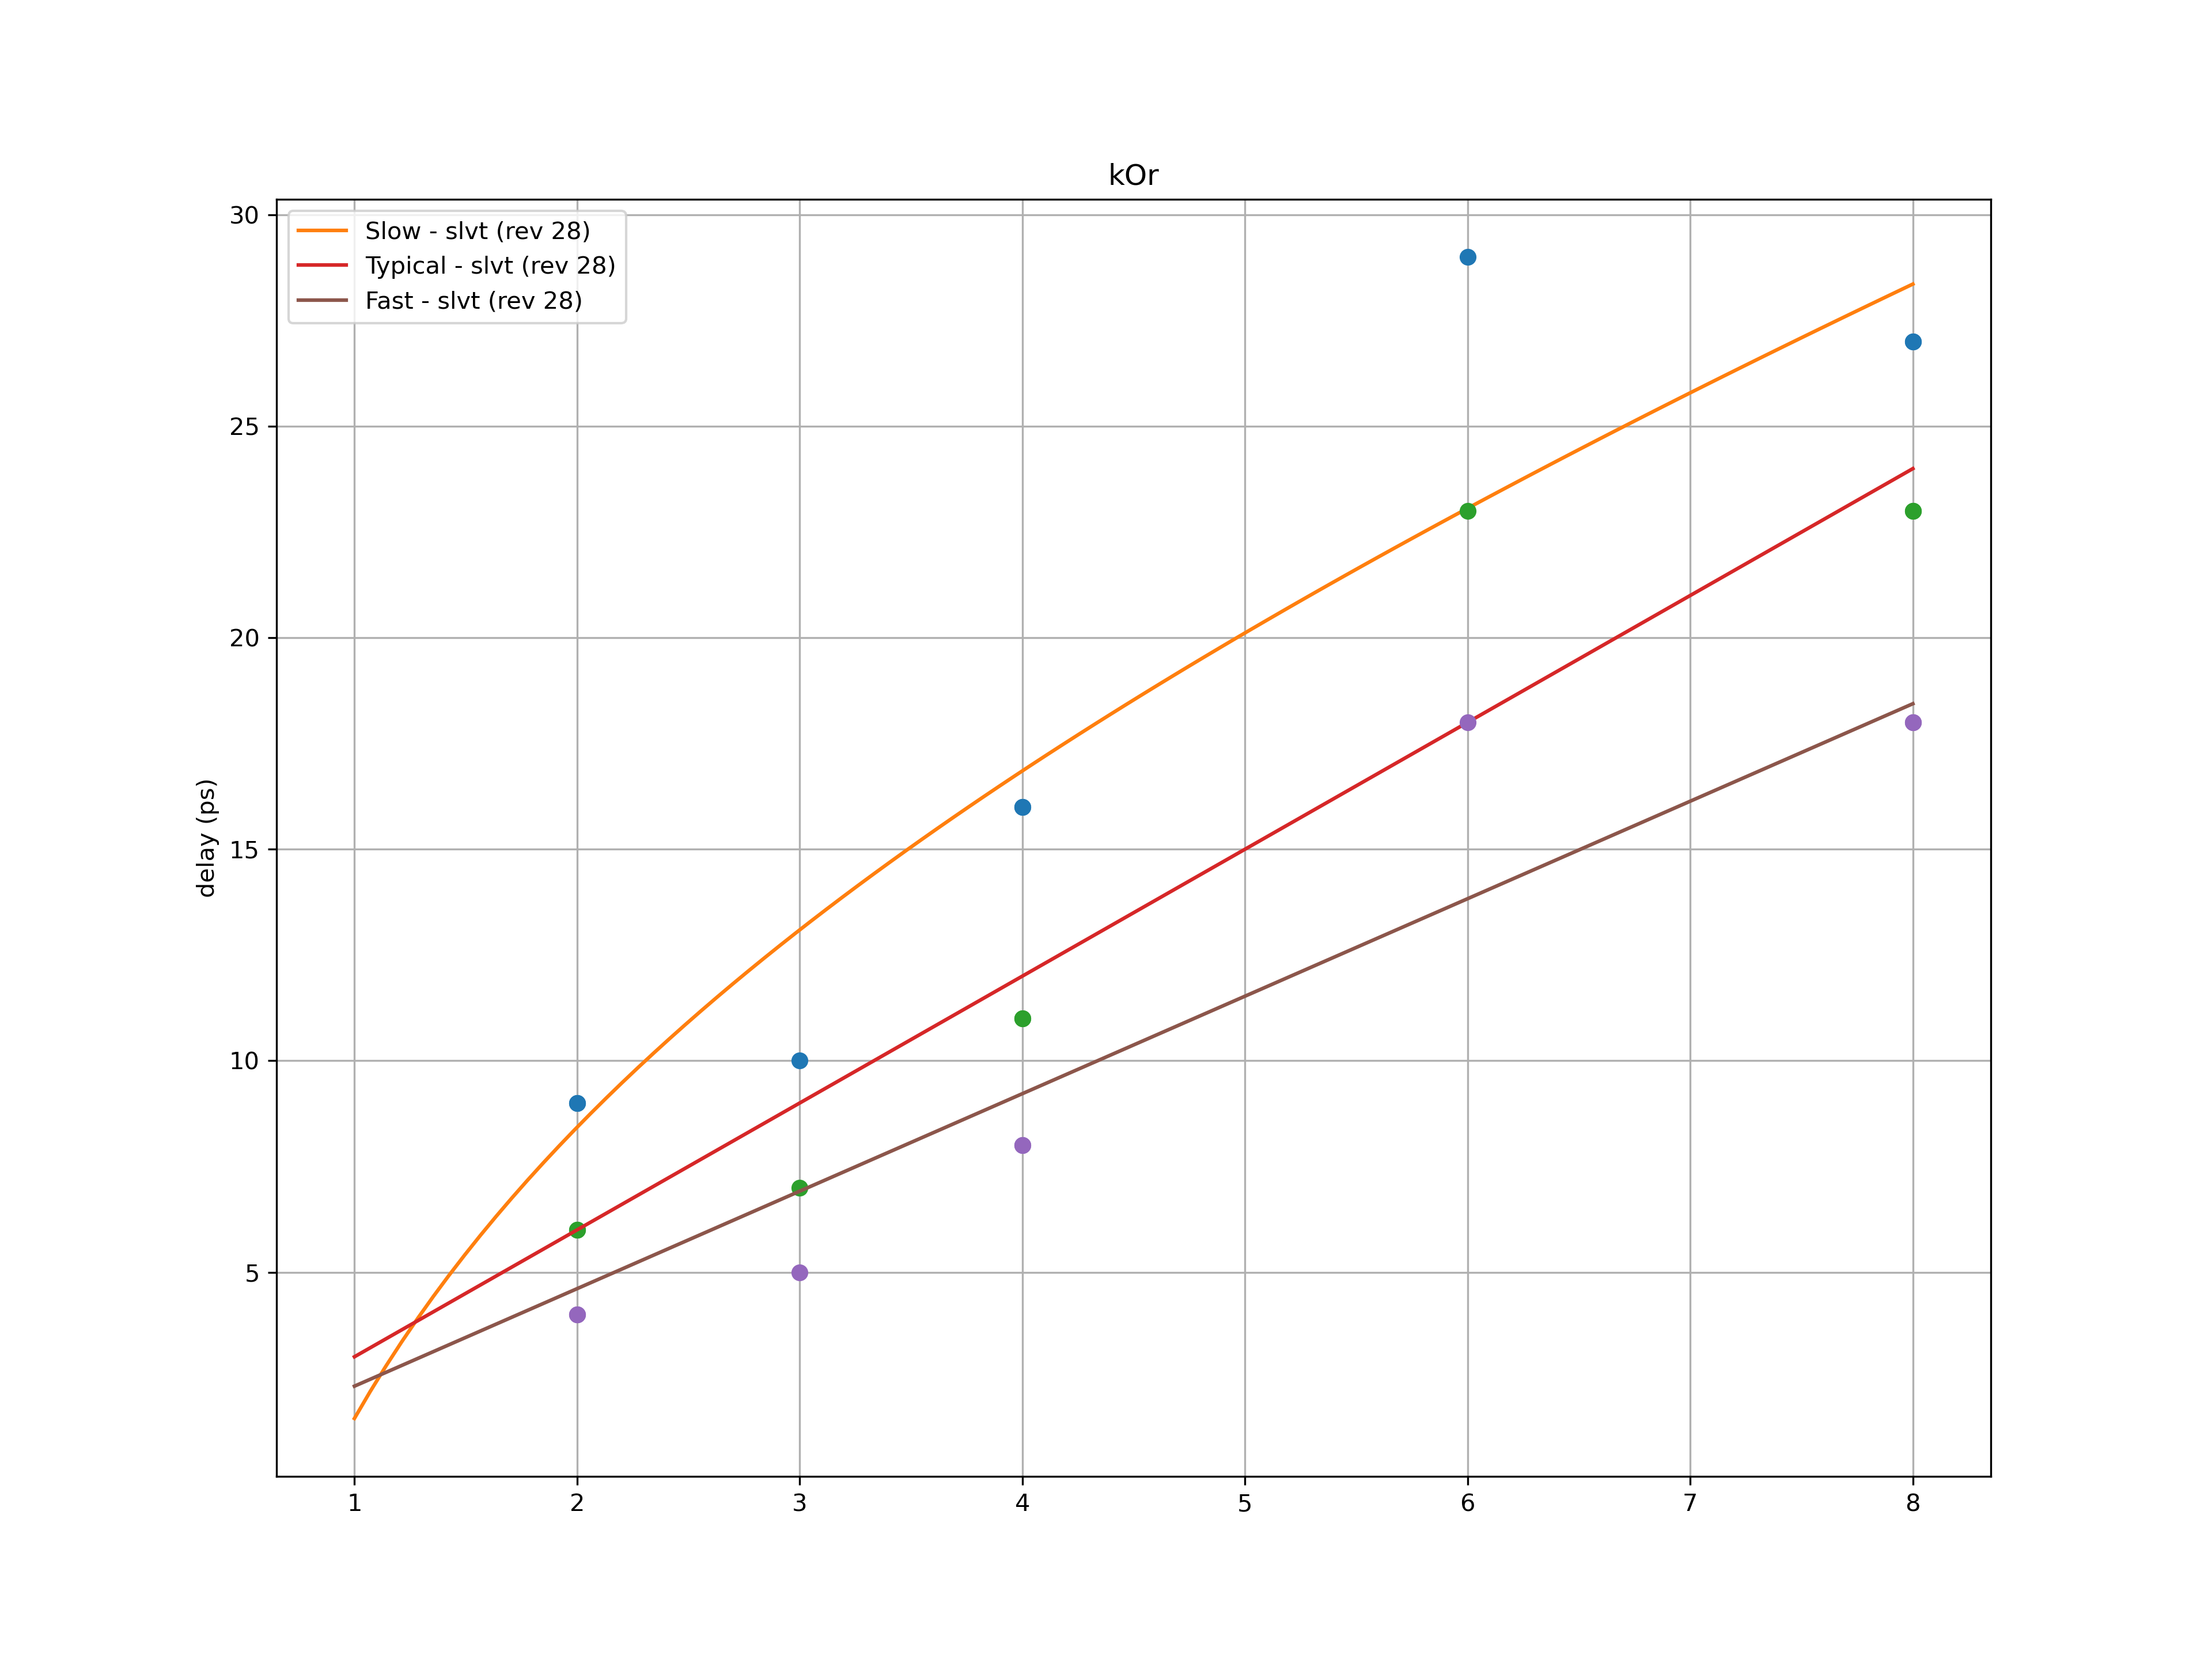 kOr
Slow - slvt (rev 28)
Typical - slvt (rev 28)
Fast - slvt (rev 28)
delay (ps)
30
25
20
15
10
5
1 2 3 4 5 6 7 8